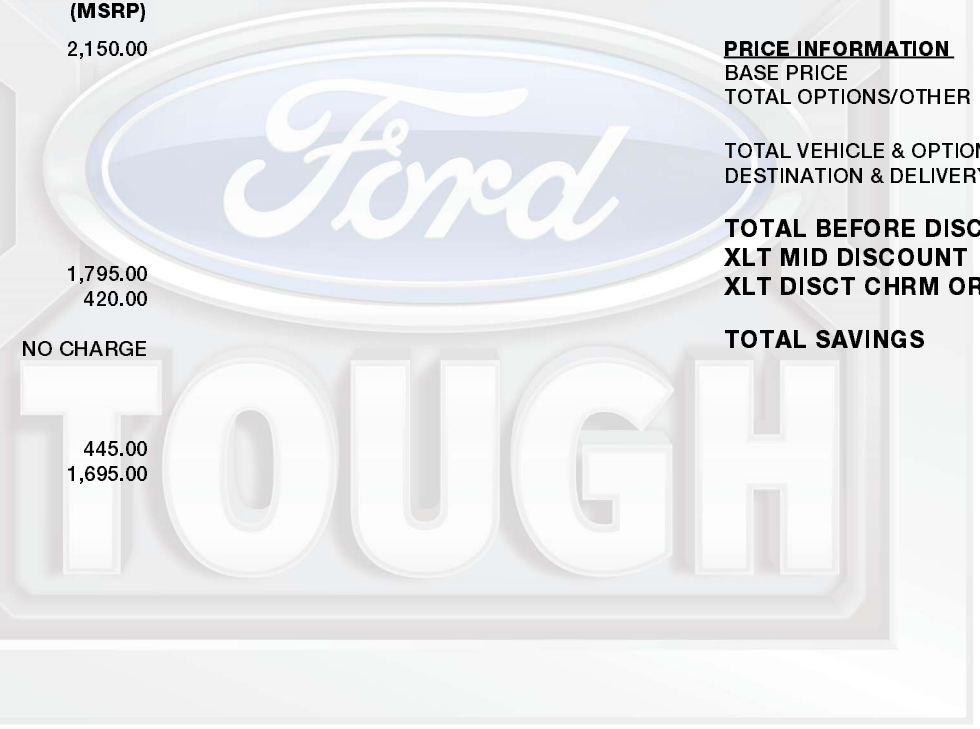 (MSRP)
2,150.00
1,795.00
420.00
NO CHARGE
445.00
1,695.00
PRICE INFORMATION
BASE PRICE
TOTAL OPTIONS/OTHER
TOTAL VEHICLE & OPTION
DESTINATION & DELIVERY
TOTAL BEFORE DISC
XLT MID DISCOUNT
XLT DISCT CHRM OR
TOTAL SAVINGS
Ford
TOUGH